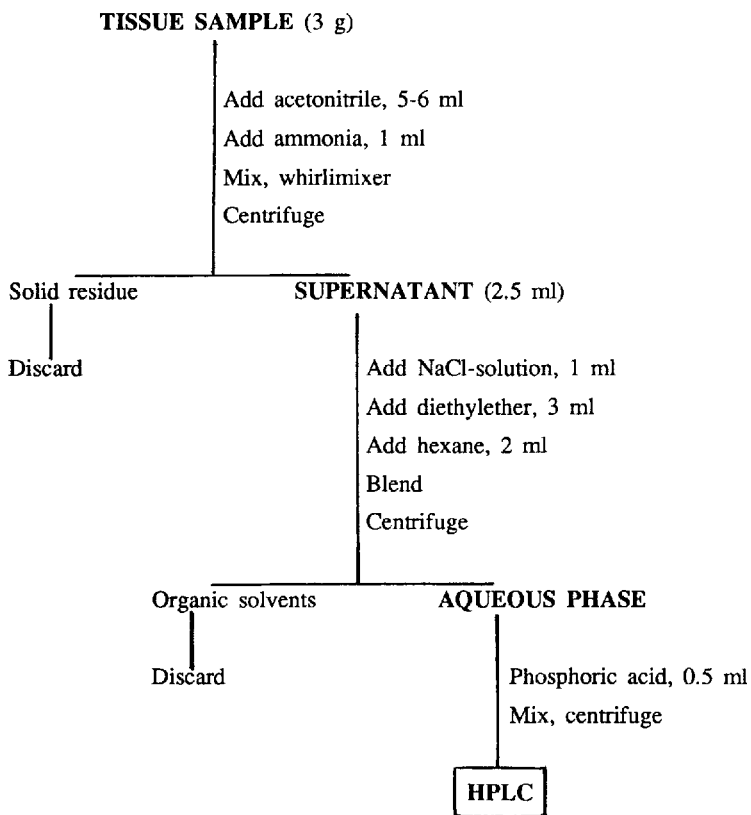 TISSUE SAMPLE (3 g)
Add acetonitrile, 5-6 ml
Add ammonia, 1 ml
Mix, whirlimixer
Centrifuge
Solid residue
SUPERNATANT (2.5 ml)
Discard
Add NaCl-solution, 1 ml
Add diethylether, 3 ml
Add hexane, 2 ml
Blend
Centrifuge
Organic solvents
AQUEOUS PHASE
Discard
Phosphoric acid, 0.5 ml
Mix, centrifuge
HPLC